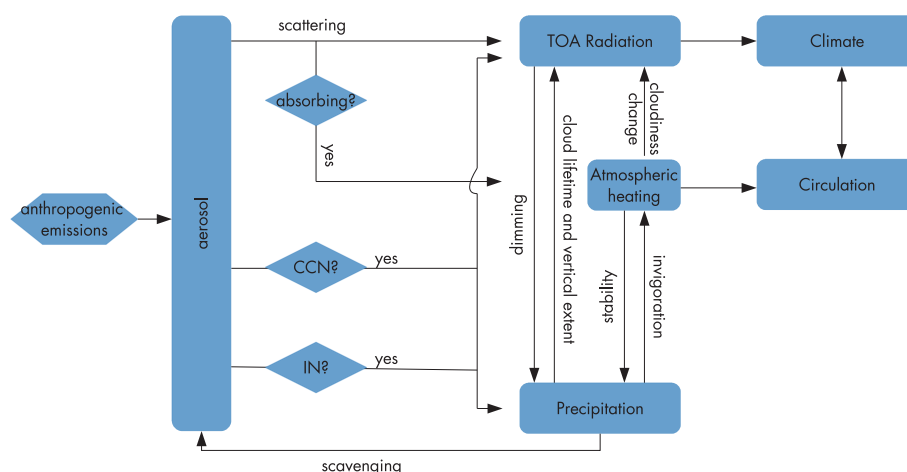 scattering
TOA Radiation
Climate
absorbing?
yes
cloudiness
change
cloud lifetime and vertical extent
dimming
Atmospheric
heating
Circulation
anthropogenic
emissions
aerosol
CCN?
yes
stability
invigoration
IN?
yes
Precipitation
scavenging